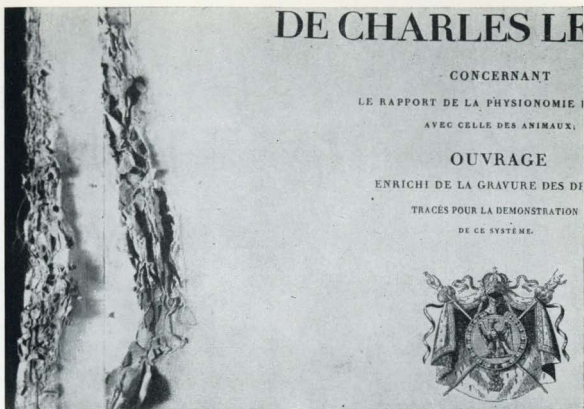 DE CHARLES LE
CONCERNANT
LE RAPPORT DE LA PHYSIONOMIE
AVEC CELLE DES ANIMAUX;
OUVRAGE
ENRICHI DE LA GRAVURE DES
TRACÉS POUR LA DEMONSTRATION
DE CE SYSTÈME.